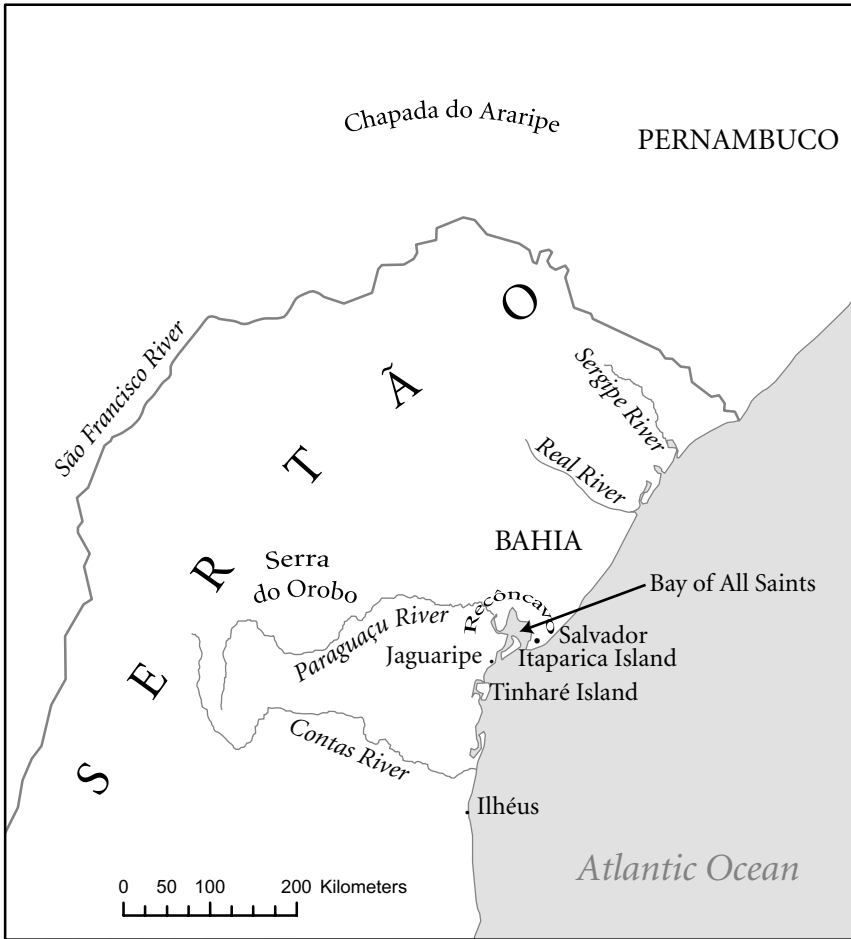 Chapada do Araripe
PERNAMBUCO
São Francisco River
SERTÃO
Sergipe River
Real River
BAHIA
Serra
do Orobo
Recôncavo
Bay of All Saints
Paraguaçu River
Salvador
Jaguaripe
Itaparica Island
Tinharé Island
Contas River
Ilhéus
Atlantic Ocean
0 50 100 200 Kilometers